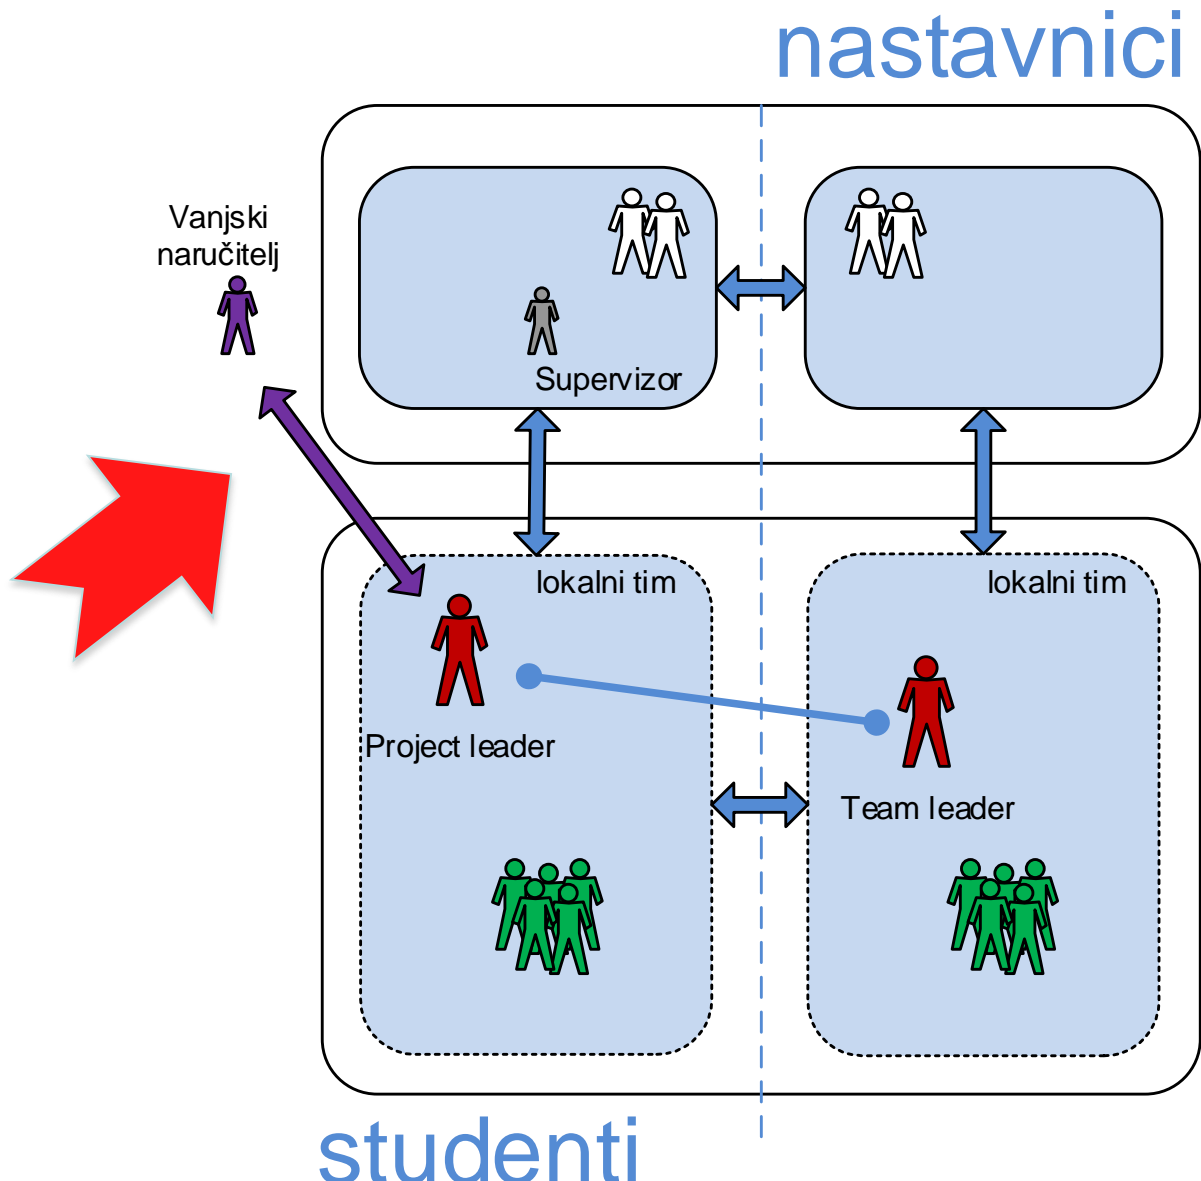 nastavnici
Vanjski
naručitelj
Supervizor
lokalni tim
lokalni tim
Project leader
Team leader
studenti